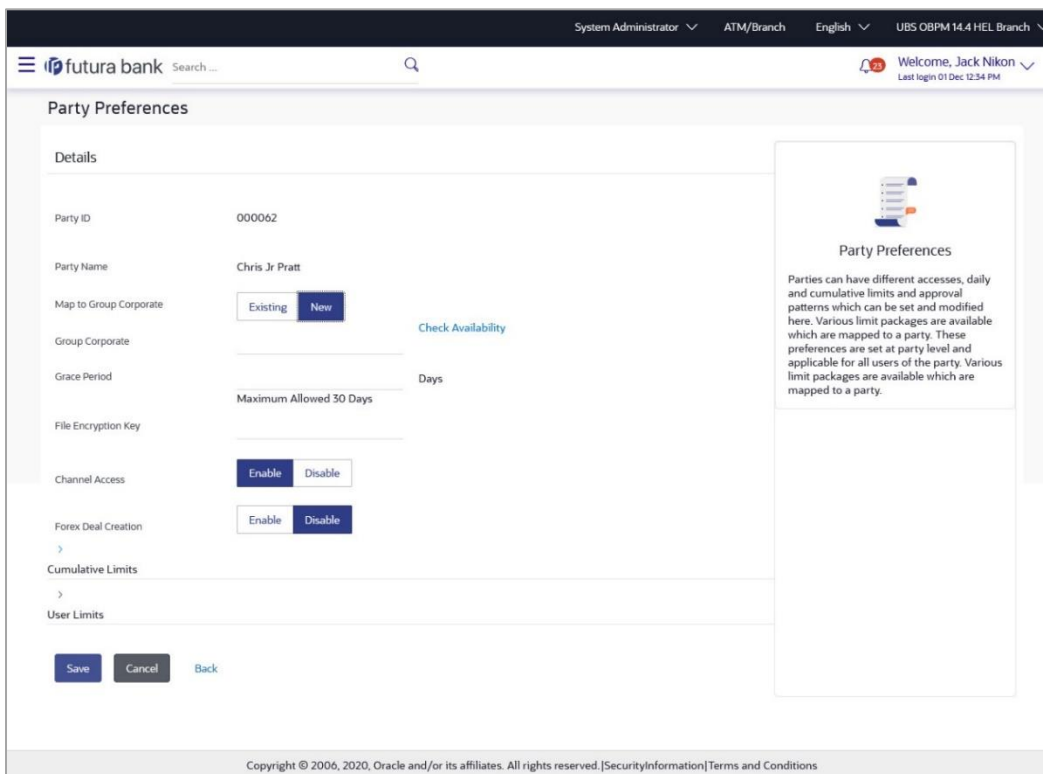 System Administrator ATM/Branch English UBS OBPM 14.4 HEL Branch
futura bank Search ... 23 Welcome, Jack Nikon
Last login 01 Dec 12:34 PM
Party Preferences
Details
Party ID 000062
Party Name Chris Jr Pratt
Map to Group Corporate Existing New
Group Corporate Check Availability
Grace Period Days
Maximum Allowed 30 Days
File Encryption Key
Channel Access Enable Disable
Forex Deal Creation Enable Disable
Cumulative Limits
User Limits
Save Cancel Back
Party Preferences
Parties can have different accesses, daily
and cumulative limits and approval
patterns which can be set and modified
here. Various limit packages are available
which are mapped to a party. These
preferences are set at party level and
applicable for all users of the party. Various
limit packages are available which are
mapped to a party.
Copyright © 2006, 2020, Oracle and/or its affiliates. All rights reserved.|SecurityInformation|Terms and Conditions